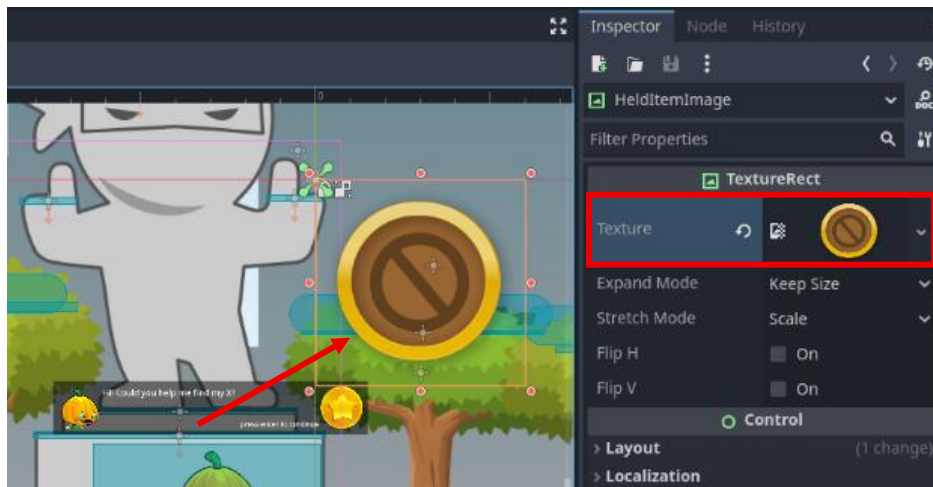 Inspector Node History
HeldItemImage
DOC
Filter Properties
TextureRect
Texture
Expand Mode Keep Size
Stretch Mode Scale
Flip H On
Flip V On
Control
Layout (1 change)
Localization
0
Hi! Could you help me find my X?
press enter to continue